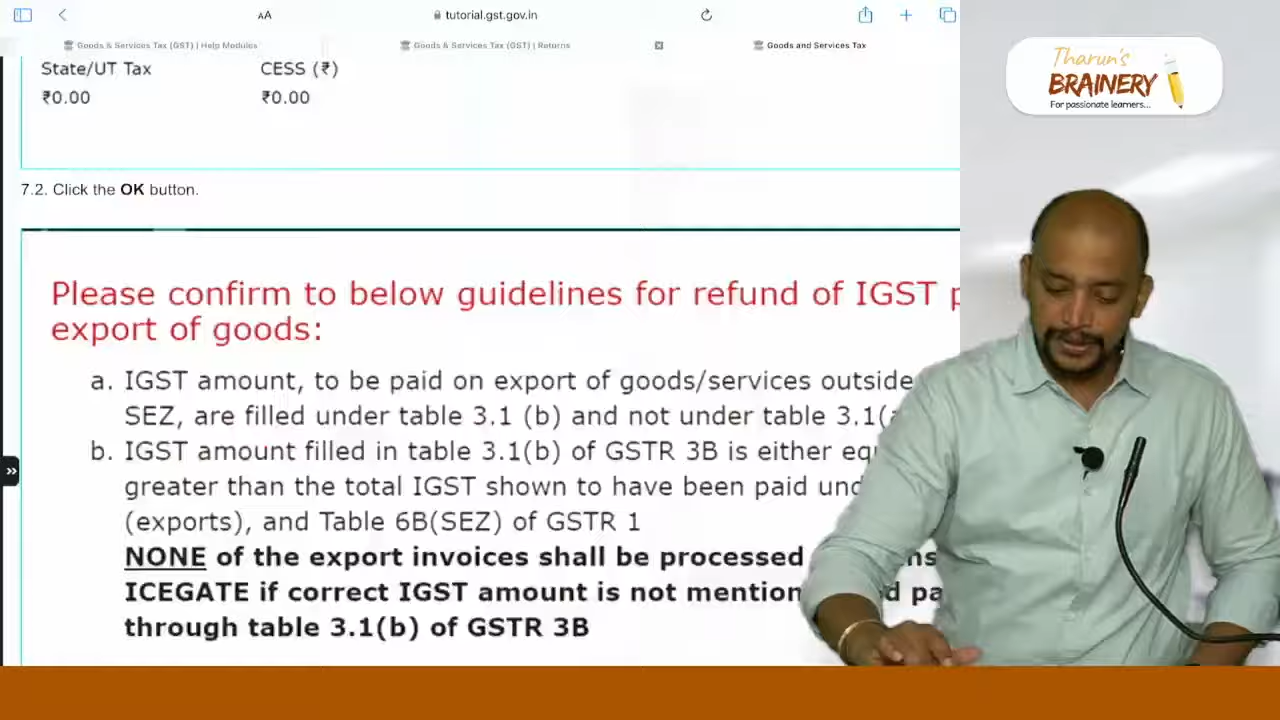 AA
tutorial.gst.gov.in
Goods & Services Tax (GST) | Help Modules
Goods & Services Tax (GST) | Returns
Goods and Services Tax
State/UT Tax CESS (₹)
₹0.00 ₹0.00
7.2. Click the OK button.
Please confirm to below guidelines for refund of IGST
export of goods:
a. IGST amount, to be paid on export of goods/services outside
SEZ, are filled under table 3.1 (b) and not under table
b. IGST amount filled in table 3.1(b) of GSTR 3B is either
greater than the total IGST shown to have been paid
(exports), and Table 6B(SEZ) of GSTR 1
NONE of the export invoices shall be processed
ICEGATE if correct IGST amount is not
through table 3.1(b) of GSTR 3B
Tharun's
BRAINERY
For passionate learners...